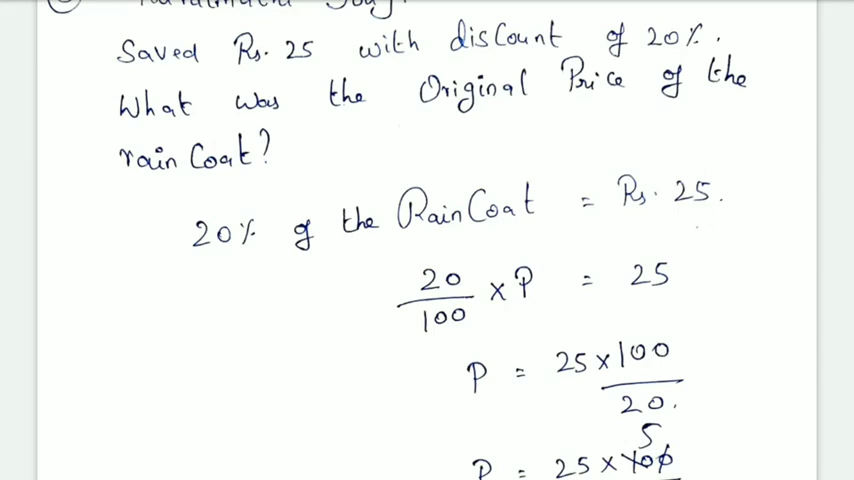 Saved Rs. 25 with discount of 20%.
What was the Original Price of the
rain Coat?
20% of the RainCoat = Rs. 25.
20/100 × P = 25
P = 25 × 100/20.
5
P = 25 × 100